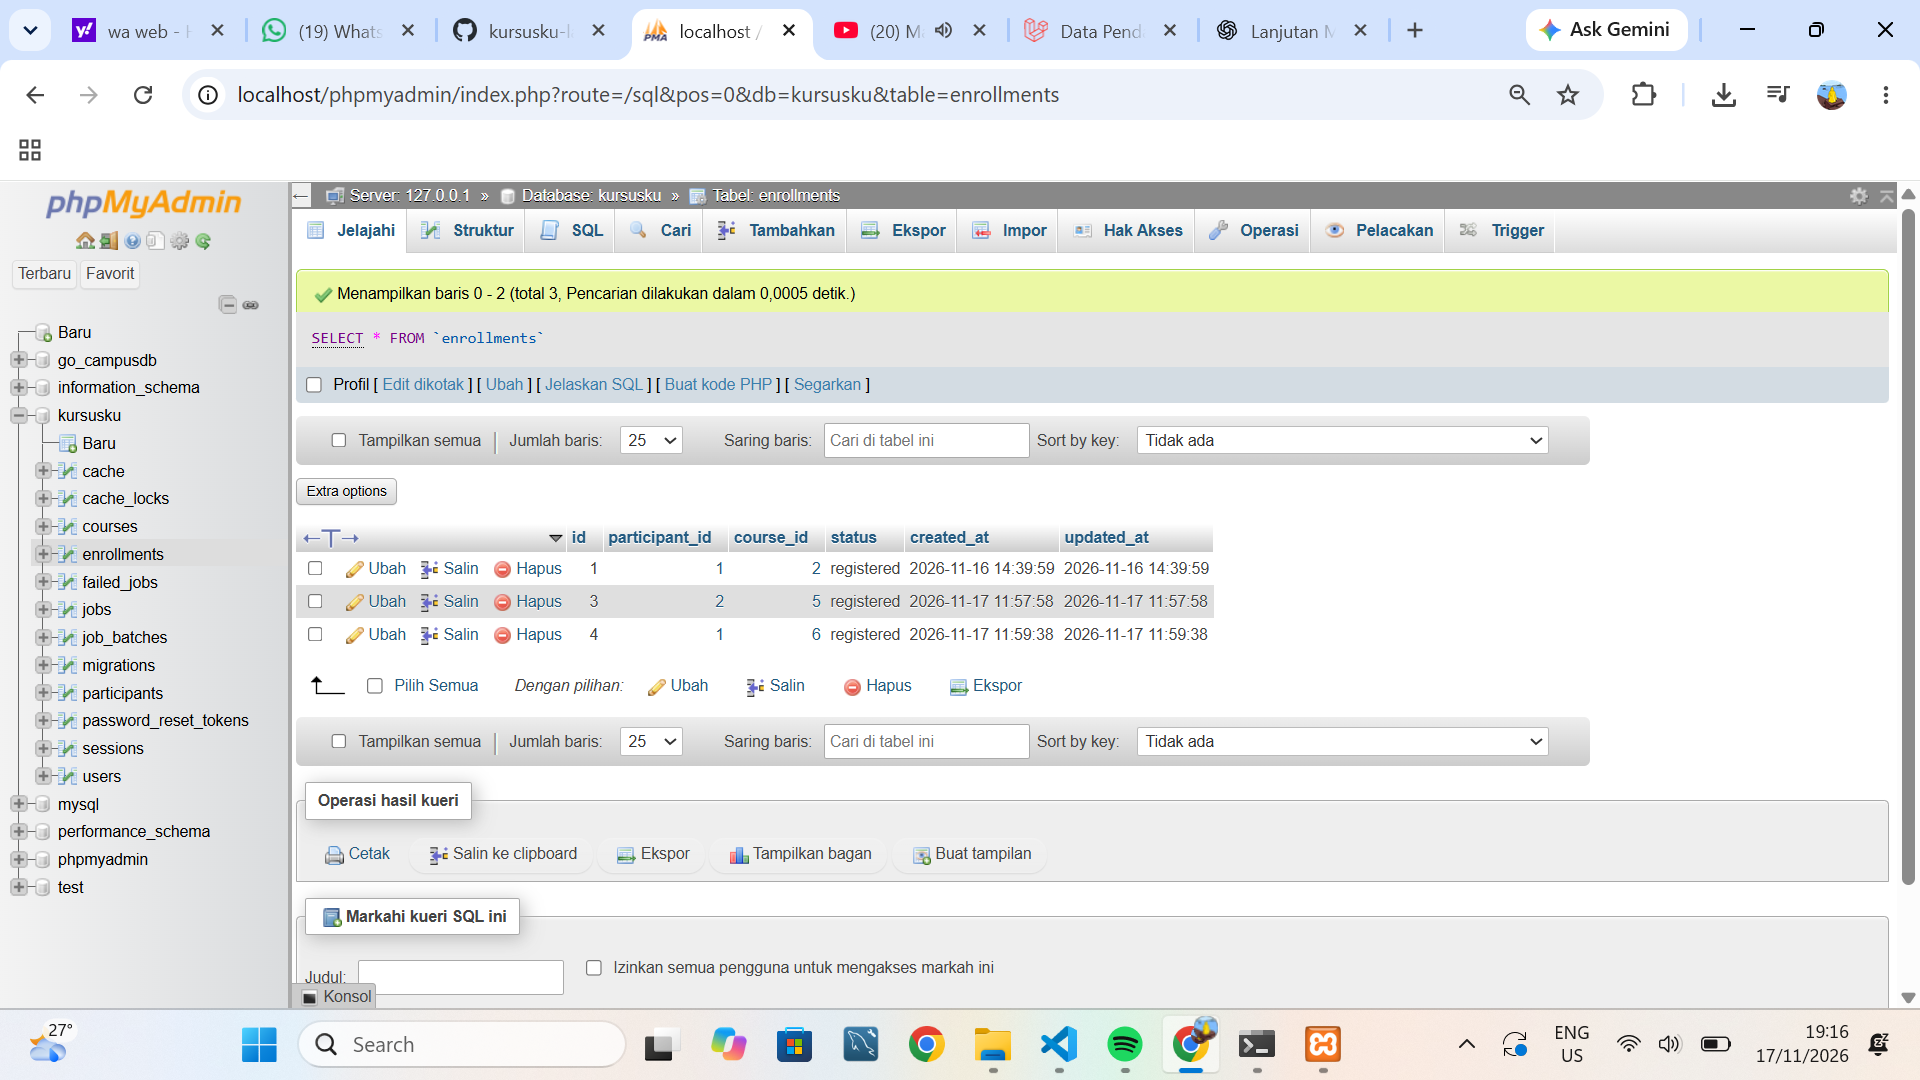 wa web -
(19) Whats
kursusku-l
localhost /
(20) M
Data Pend
Lanjutan M
Ask Gemini
localhost/phpmyadmin/index.php?route=/sql&pos=0&db=kursusku&table=enrollments
phpMyAdmin
Terbaru
Favorit
Baru
go_campusdb
information_schema
kursusku
Baru
cache
cache_locks
courses
enrollments
failed_jobs
jobs
job_batches
migrations
participants
password_reset_tokens
sessions
users
mysql
performance_schema
phpmyadmin
test
Server: 127.0.0.1 » Database: kursusku » Tabel: enrollments
Jelajahi Struktur SQL Cari Tambahkan Ekspor Impor Hak Akses Operasi Pelacakan Trigger
Menampilkan baris 0 - 2 (total 3, Pencarian dilakukan dalam 0,0005 detik.)
SELECT * FROM `enrollments`
Profil [ Edit dikotak ] [ Ubah ] [ Jelaskan SQL ] [ Buat kode PHP ] [ Segarkan ]
Tampilkan semua Jumlah baris: 25 Saring baris: Cari di tabel ini Sort by key: Tidak ada
Extra options
←T→ id participant_id course_id status created_at updated_at
Ubah Salin Hapus 1 1 2 registered 2026-11-16 14:39:59 2026-11-16 14:39:59
Ubah Salin Hapus 3 2 5 registered 2026-11-17 11:57:58 2026-11-17 11:57:58
Ubah Salin Hapus 4 1 6 registered 2026-11-17 11:59:38 2026-11-17 11:59:38
Pilih Semua Dengan pilihan: Ubah Salin Hapus Ekspor
Tampilkan semua Jumlah baris: 25 Saring baris: Cari di tabel ini Sort by key: Tidak ada
Operasi hasil kueri
Cetak Salin ke clipboard Ekspor Tampilkan bagan Buat tampilan
Markahi kueri SQL ini
Judul: Izinkan semua pengguna untuk mengakses markah ini
Konsol
27°
Search
ENG
US
19:16
17/11/2026